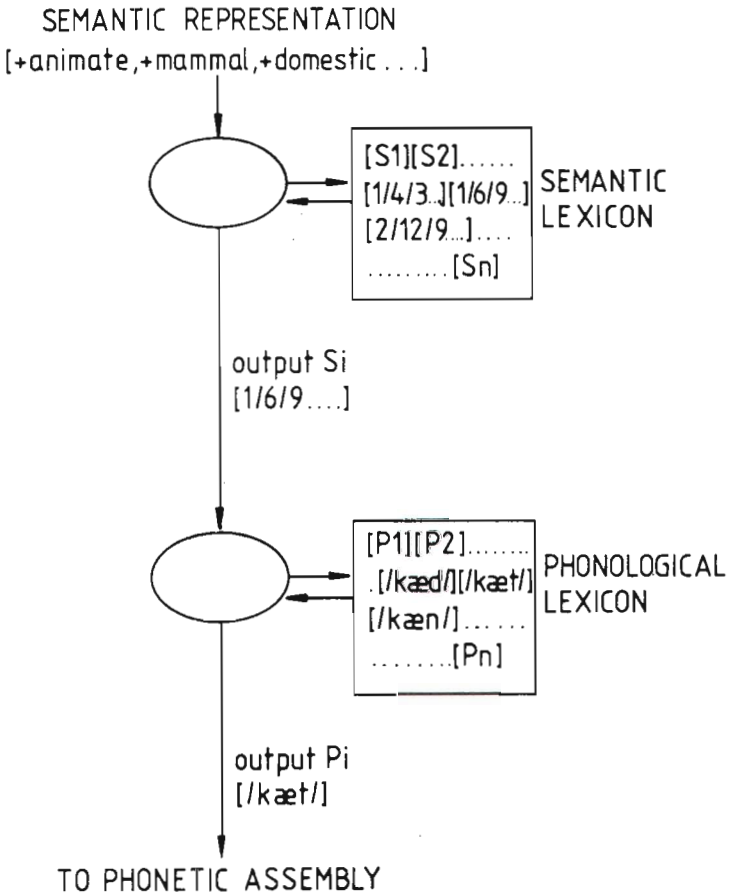 SEMANTIC REPRESENTATION
[+animate,+mammal,+domestic...]
[S1][S2]......
[1/4/3..][1/6/9...]
[2/12/9...]....
.........[Sn]
SEMANTIC
LEXICON
output Si
[1/6/9....]
[P1][P2]........
.[/kæd/][/kæt/]
[/kæn/]......
........[Pn]
PHONOLOGICAL
LEXICON
output Pi
[/kæt/]
TO PHONETIC ASSEMBLY